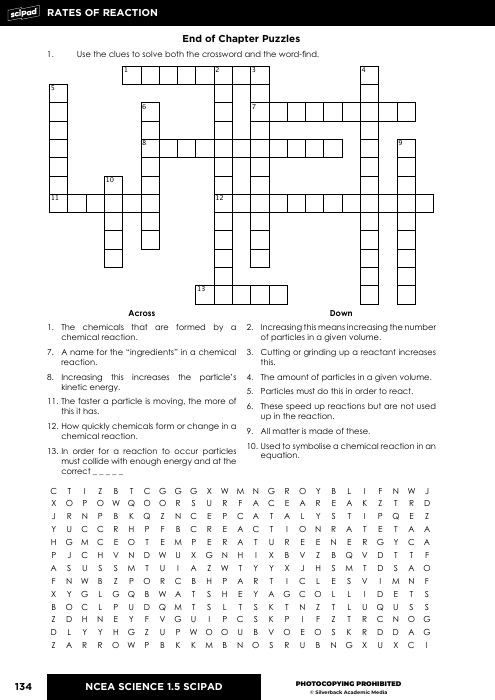 scipad RATES OF REACTION
End of Chapter Puzzles
1. Use the clues to solve both the crossword and the word-find.
1 2 3 4
5
6 7
8 9
10
11 12
13
Across
1. The chemicals that are formed by a
chemical reaction.
7. A name for the "ingredients" in a chemical
reaction.
8. Increasing this increases the particle's
kinetic energy.
11. The faster a particle is moving, the more of
this it has.
12. How quickly chemicals form or change in a
chemical reaction.
13. In order for a reaction to occur particles
must collide with enough energy and at the
correct _ _ _ _ _
Down
2. Increasing this means increasing the number
of particles in a given volume.
3. Cutting or grinding up a reactant increases
this.
4. The amount of particles in a given volume.
5. Particles must do this in order to react.
6. These speed up reactions but are not used
up in the reaction.
9. All matter is made of these.
10. Used to symbolise a chemical reaction in an
equation.
C T I Z B T C G G G X W M N G R O Y B L I F N W J
X O P O W Q O O R S U R F A C E A R E A K Z T R D
J R N P B K Q Z N C E P C A T A L Y S T I P Q E Z
Y U C C R H P F B C R E A C T I O N R A T E T A A
H G M C E O T E M P E R A T U R E E N E R G Y C A
P J C H V N D W U X G N H I X B V Z B Q V D T T F
A S U S S M T U I A Z W T Y Y X J H S M T D S A O
F N W B Z P O R C B H P A R T I C L E S V I M N F
X Y G L G Q B W A T S H E Y A G C O L L I D E T S
B O C L P U D Q M T S L T S K T N Z T L U Q U S S
Z D H N E Y F V G U I P C S K P I F Z T R C N O G
D L Y Y H G Z U P W O O U B V O E O S K R D D A G
Z A R R O W P B K K M B N O S R U B N G X U X C I
134 NCEA SCIENCE 1.5 SCIPAD
PHOTOCOPYING PROHIBITED
© Silverback Academic Media